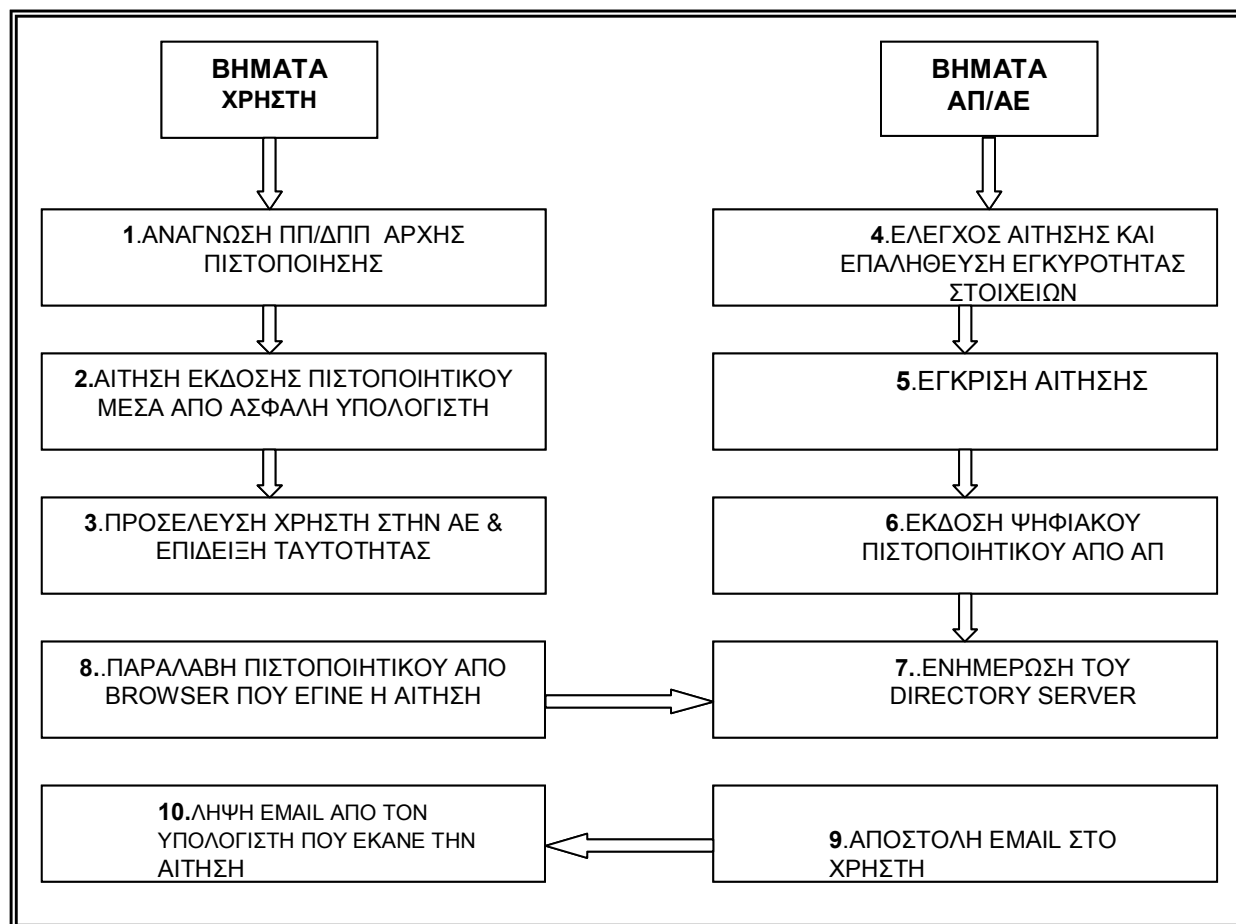 ΒΗΜΑΤΑ
ΧΡΗΣΤΗ
ΒΗΜΑΤΑ
ΑΠ/ΑΕ
1.ΑΝΑΓΝΩΣΗ ΠΠ/ΔΠΠ ΑΡΧΗΣ
ΠΙΣΤΟΠΟΙΗΣΗΣ
4.ΕΛΕΓΧΟΣ ΑΙΤΗΣΗΣ ΚΑΙ
ΕΠΑΛΗΘΕΥΣΗ ΕΓΚΥΡΟΤΗΤΑΣ
ΣΤΟΙΧΕΙΩΝ
2.ΑΙΤΗΣΗ ΕΚΔΟΣΗΣ ΠΙΣΤΟΠΟΙΗΤΙΚΟΥ
ΜΕΣΑ ΑΠΟ ΑΣΦΑΛΗ ΥΠΟΛΟΓΙΣΤΗ
5.ΕΓΚΡΙΣΗ ΑΙΤΗΣΗΣ
3.ΠΡΟΣΕΛΕΥΣΗ ΧΡΗΣΤΗ ΣΤΗΝ ΑΕ &
ΕΠΙΔΕΙΞΗ ΤΑΥΤΟΤΗΤΑΣ
6.ΕΚΔΟΣΗ ΨΗΦΙΑΚΟΥ
ΠΙΣΤΟΠΟΙΗΤΙΚΟΥ ΑΠΟ ΑΠ
8..ΠΑΡΑΛΑΒΗ ΠΙΣΤΟΠΟΙΗΤΙΚΟΥ ΑΠΟ
BROWSER ΠΟΥ ΕΓΙΝΕ Η ΑΙΤΗΣΗ
7..ΕΝΗΜΕΡΩΣΗ ΤΟΥ
DIRECTORY SERVER
10.ΛΗΨΗ EMAIL ΑΠΟ ΤΟΝ
ΥΠΟΛΟΓΙΣΤΗ ΠΟΥ ΕΚΑΝΕ ΤΗΝ
ΑΙΤΗΣΗ
9.ΑΠΟΣΤΟΛΗ EMAIL ΣΤΟ
ΧΡΗΣΤΗ